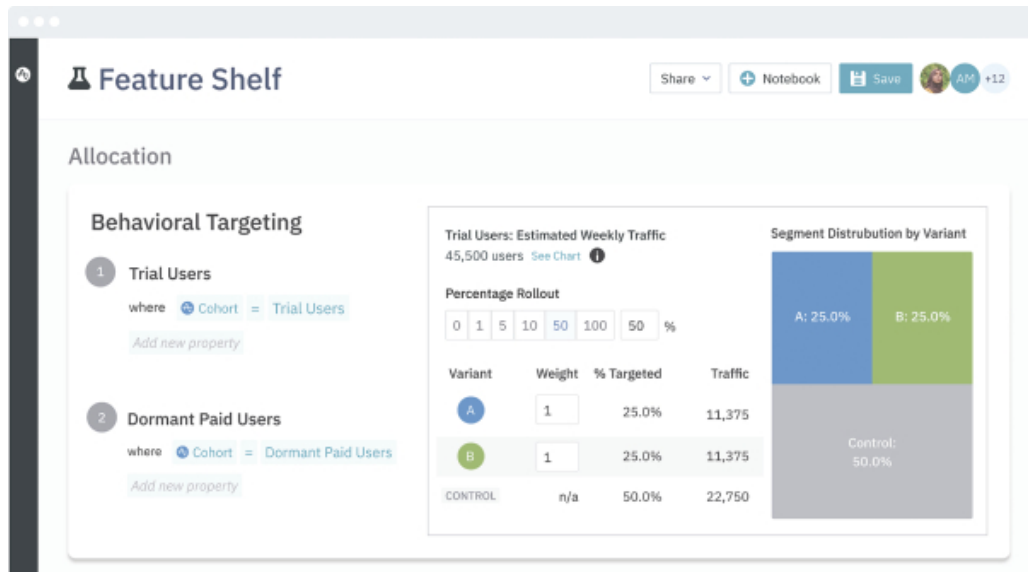 Feature Shelf
Share
Notebook
Save
AM
+12
Allocation
Behavioral Targeting
1
Trial Users
where Cohort = Trial Users
Add new property
2
Dormant Paid Users
where Cohort = Dormant Paid Users
Add new property
Trial Users: Estimated Weekly Traffic
45,500 users See Chart i
Percentage Rollout
0 1 5 10 50 100 50 %
Variant Weight % Targeted Traffic
A 1 25.0% 11,375
B 1 25.0% 11,375
CONTROL n/a 50.0% 22,750
Segment Distrubution by Variant
A: 25.0% B: 25.0%
Control:
50.0%